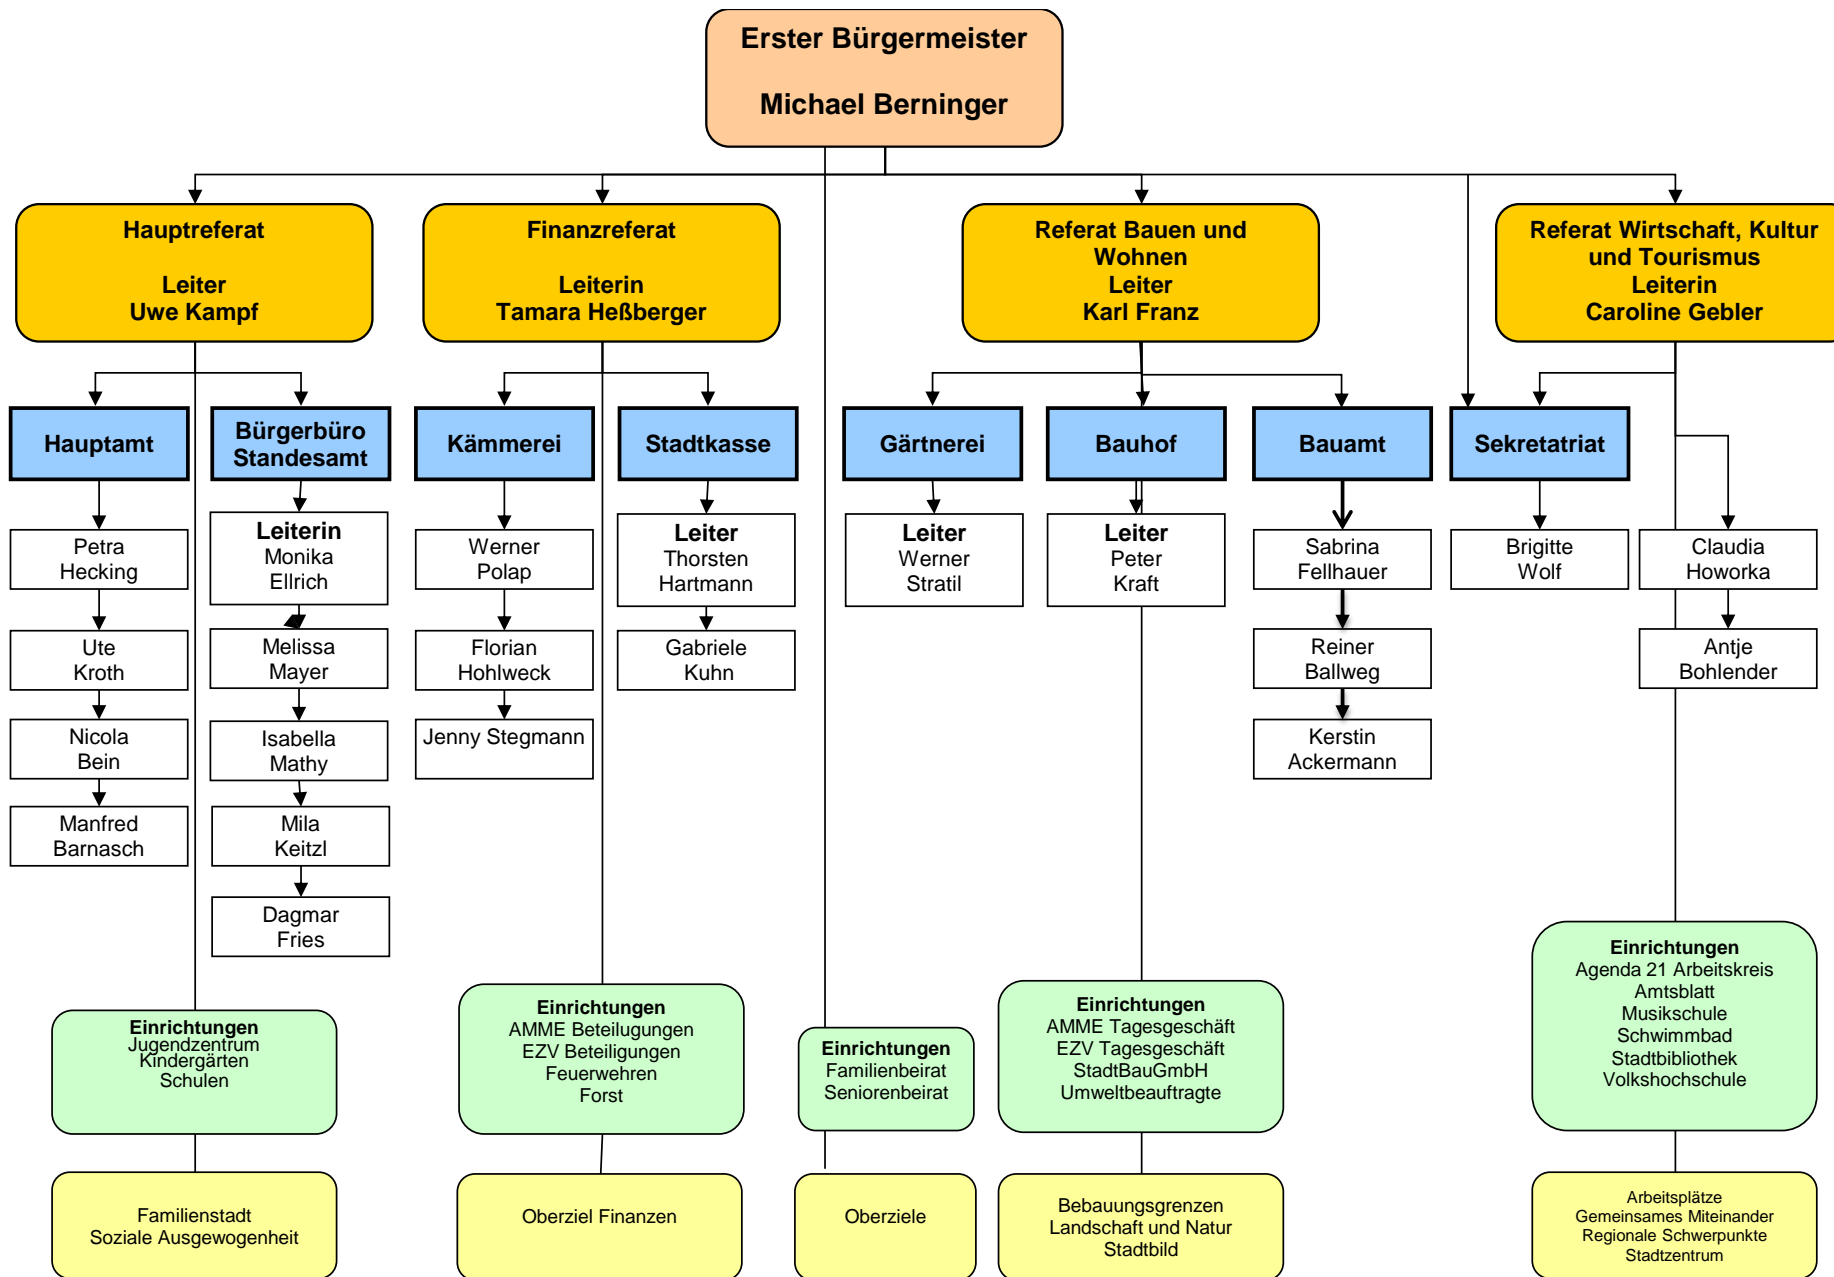 Erster Bürgermeister
Michael Berninger
Hauptreferat
Leiter
Uwe Kampf
Finanzreferat
Leiterin
Tamara Heßberger
Referat Bauen und
Wohnen
Leiter
Karl Franz
Referat Wirtschaft, Kultur
und Tourismus
Leiterin
Caroline Gebler
Hauptamt
Bürgerbüro
Standesamt
Kämmerei
Stadtkasse
Gärtnerei
Bauhof
Bauamt
Sekretatriat
Petra
Hecking
Leiterin
Monika
Ellrich
Werner
Polap
Leiter
Thorsten
Hartmann
Leiter
Werner
Stratil
Leiter
Peter
Kraft
Sabrina
Fellhauer
Brigitte
Wolf
Claudia
Howorka
Ute
Kroth
Melissa
Mayer
Florian
Hohlweck
Gabriele
Kuhn
Reiner
Ballweg
Antje
Bohlender
Nicola
Bein
Isabella
Mathy
Jenny Stegmann
Kerstin
Ackermann
Manfred
Barnasch
Mila
Keitzl
Dagmar
Fries
Einrichtungen
Jugendzentrum
Kindergärten
Schulen
Einrichtungen
AMME Beteilugungen
EZV Beteiligungen
Feuerwehren
Forst
Einrichtungen
Familienbeirat
Seniorenbeirat
Einrichtungen
AMME Tagesgeschäft
EZV Tagesgeschäft
StadtBauGmbH
Umweltbeauftragte
Einrichtungen
Agenda 21 Arbeitskreis
Amtsblatt
Musikschule
Schwimmbad
Stadtbibliothek
Volkshochschule
Familienstadt
Soziale Ausgewogenheit
Oberziel Finanzen
Oberziele
Bebauungsgrenzen
Landschaft und Natur
Stadtbild
Arbeitsplätze
Gemeinsames Miteinander
Regionale Schwerpunkte
Stadtzentrum